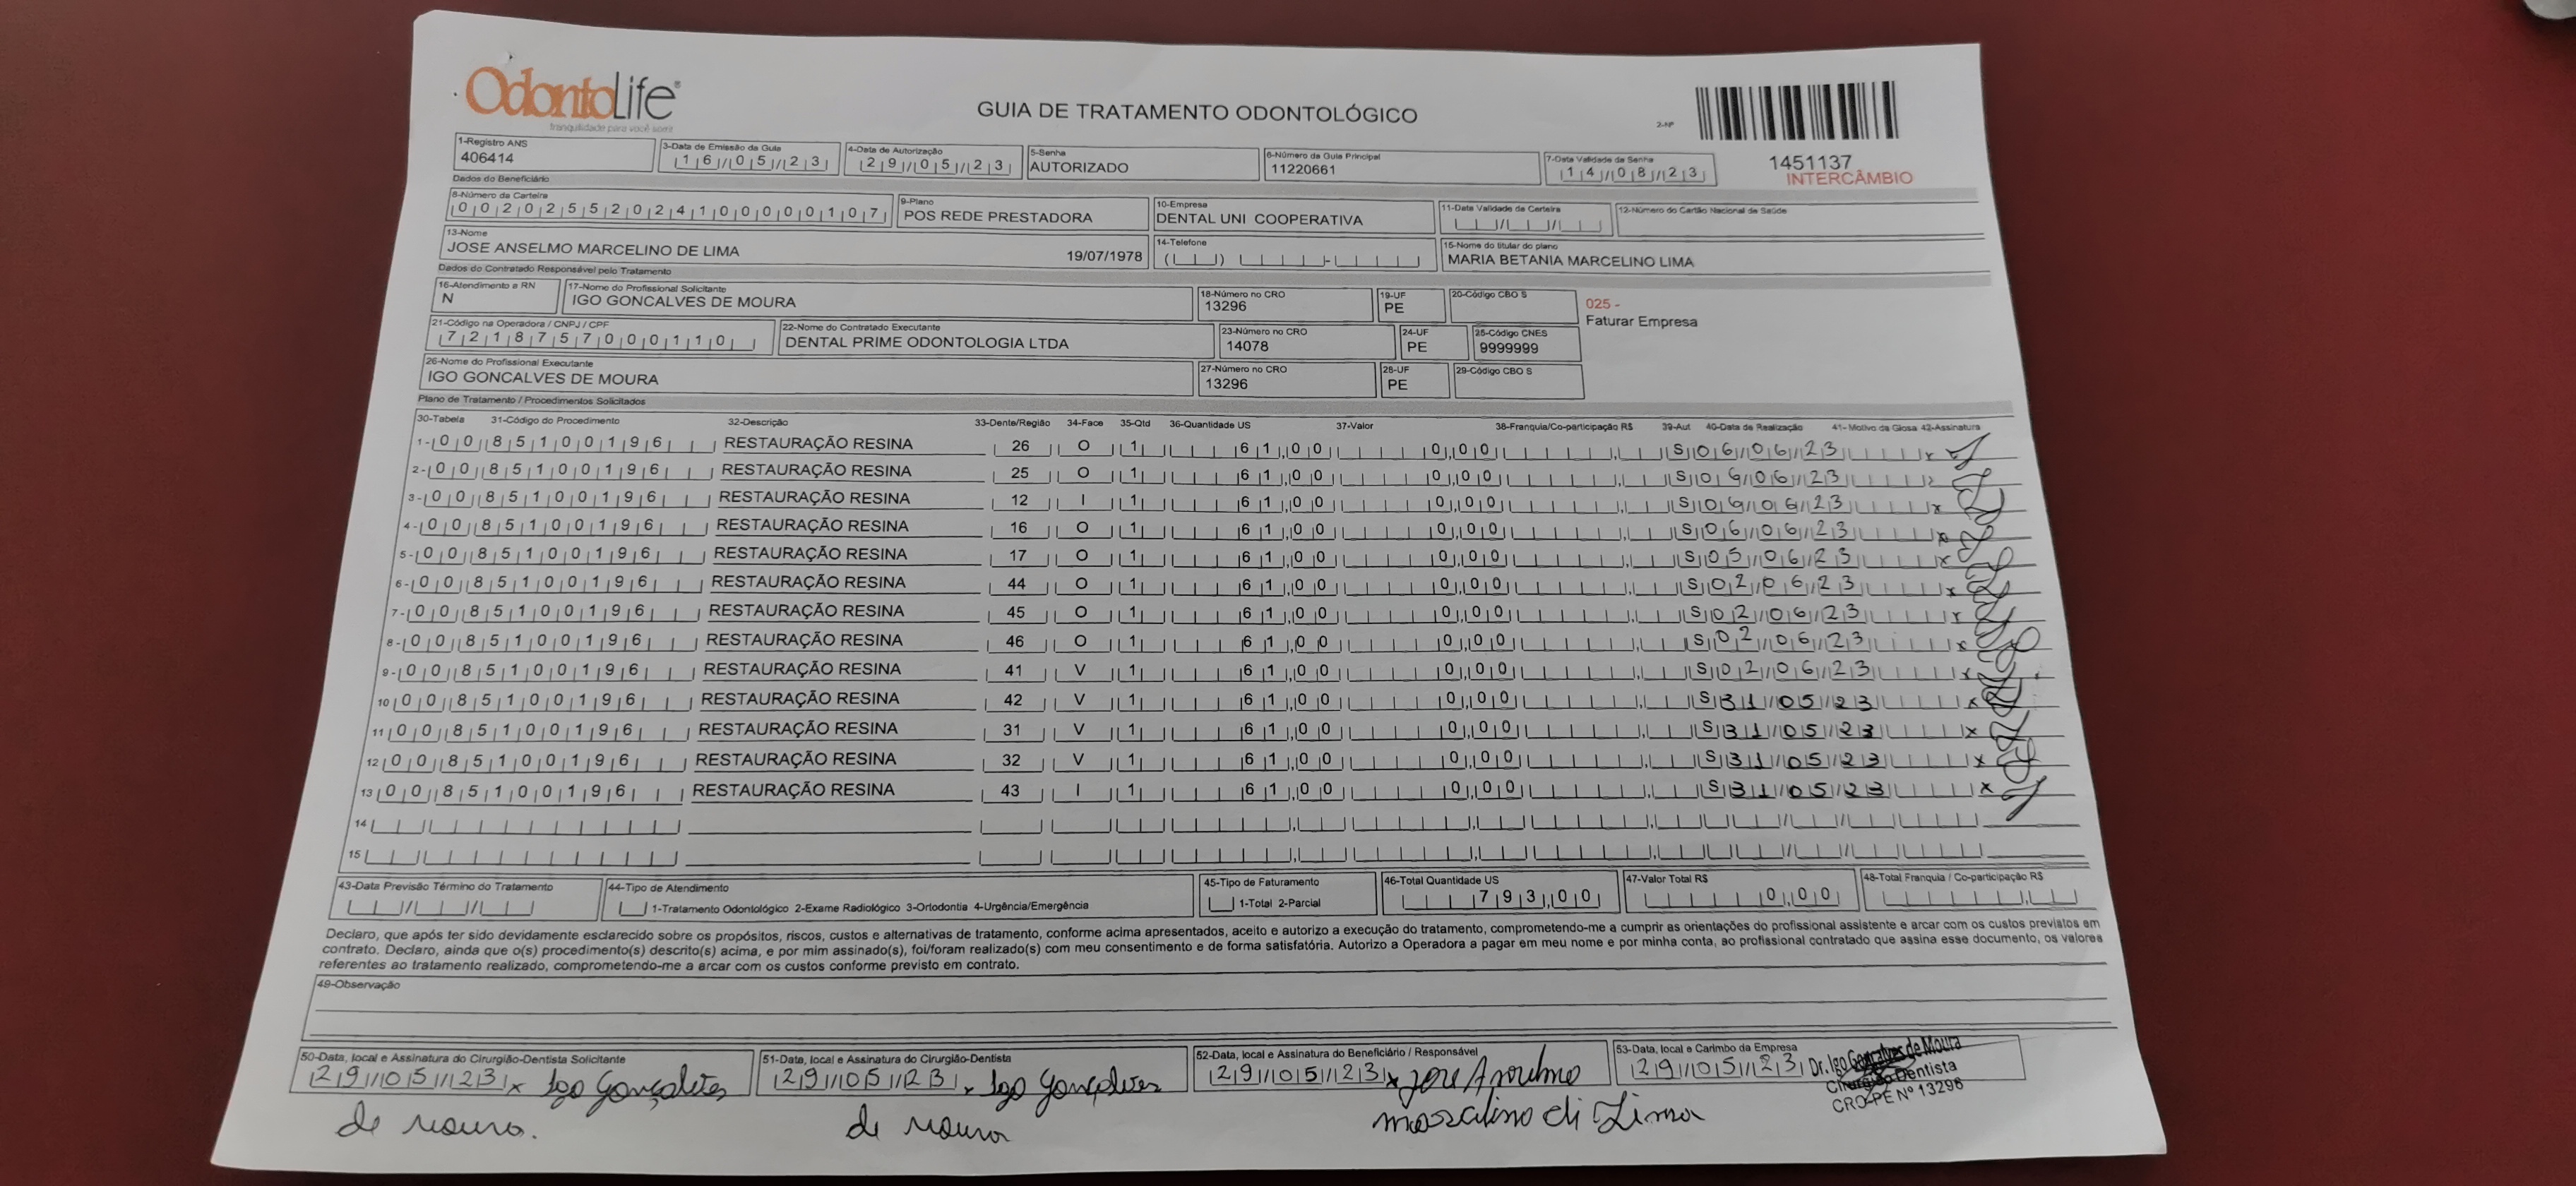 OdontoLife®
tranquilidade para você sorrir
GUIA DE TRATAMENTO ODONTOLÓGICO
2-Nº
1451137
INTERCÂMBIO
1-Registro ANS 3-Data de Emissão da Guia 4-Data de Autorização 5-Senha 6-Número da Guia Principal 7-Data Validade da Senha
406414 16/05/23 29/05/23 AUTORIZADO 11220661 14/08/23
Dados do Beneficiário
8-Número da Carteira 9-Plano 10-Empresa 11-Data Validade da Carteira 12-Número do Cartão Nacional de Saúde
00202552024100000107 POS REDE PRESTADORA DENTAL UNI COOPERATIVA
13-Nome 14-Telefone 15-Nome do titular do plano
JOSE ANSELMO MARCELINO DE LIMA 19/07/1978 MARIA BETANIA MARCELINO LIMA
Dados do Contratado Responsável pelo Tratamento
16-Atendimento a RN 17-Nome do Profissional Solicitante 18-Número no CRO 19-UF 20-Código CBO S
N IGO GONCALVES DE MOURA 13296 PE
025 -
Faturar Empresa
21-Código na Operadora / CNPJ / CPF 22-Nome do Contratado Executante 23-Número no CRO 24-UF 25-Código CNES
7218757000110 DENTAL PRIME ODONTOLOGIA LTDA 14078 PE 9999999
26-Nome do Profissional Executante 27-Número no CRO 28-UF 29-Código CBO S
IGO GONCALVES DE MOURA 13296 PE
Plano de Tratamento / Procedimentos Solicitados
30-Tabela 31-Código do Procedimento 32-Descrição 33-Dente/Região 34-Face 35-Qtd 36-Quantidade US 37-Valor 38-Franquia/Co-participação R$ 39-Aut 40-Data de Realização 41-Motivo da Glosa 42-Assinatura
1- 00 85100196 RESTAURAÇÃO RESINA 26 O 1 61,00 0,00 S 06/06/23 x
2- 00 85100196 RESTAURAÇÃO RESINA 25 O 1 61,00 0,00 S 06/06/23 x
3- 00 85100196 RESTAURAÇÃO RESINA 12 I 1 61,00 0,00 S 06/06/23 x
4- 00 85100196 RESTAURAÇÃO RESINA 16 O 1 61,00 0,00 S 06/06/23 x
5- 00 85100196 RESTAURAÇÃO RESINA 17 O 1 61,00 0,00 S 05/06/23 x
6- 00 85100196 RESTAURAÇÃO RESINA 44 O 1 61,00 0,00 S 02/06/23 x
7- 00 85100196 RESTAURAÇÃO RESINA 45 O 1 61,00 0,00 S 02/06/23 x
8- 00 85100196 RESTAURAÇÃO RESINA 46 O 1 61,00 0,00 S 02/06/23 x
9- 00 85100196 RESTAURAÇÃO RESINA 41 V 1 61,00 0,00 S 02/06/23 x
10 00 85100196 RESTAURAÇÃO RESINA 42 V 1 61,00 0,00 S 31/05/23 x
11 00 85100196 RESTAURAÇÃO RESINA 31 V 1 61,00 0,00 S 31/05/23 x
12 00 85100196 RESTAURAÇÃO RESINA 32 V 1 61,00 0,00 S 31/05/23 x
13 00 85100196 RESTAURAÇÃO RESINA 43 I 1 61,00 0,00 S 31/05/23 x
14
15
43-Data Previsão Término do Tratamento 44-Tipo de Atendimento 45-Tipo de Faturamento 46-Total Quantidade US 47-Valor Total R$ 48-Total Franquia / Co-participação R$
1-Tratamento Odontológico 2-Exame Radiológico 3-Ortodontia 4-Urgência/Emergência 1-Total 2-Parcial 793,00 0,00
Declaro, que após ter sido devidamente esclarecido sobre os propósitos, riscos, custos e alternativas de tratamento, conforme acima apresentados, aceito e autorizo a execução do tratamento, comprometendo-me a cumprir as orientações do profissional assistente e arcar com os custos previstos em
contrato. Declaro, ainda que o(s) procedimento(s) descrito(s) acima, e por mim assinado(s), foi/foram realizado(s) com meu consentimento e de forma satisfatória. Autorizo a Operadora a pagar em meu nome e por minha conta, ao profissional contratado que assina esse documento, os valores
referentes ao tratamento realizado, comprometendo-me a arcar com os custos conforme previsto em contrato.
49-Observação
50-Data, local e Assinatura do Cirurgião-Dentista Solicitante 51-Data, local e Assinatura do Cirurgião-Dentista 52-Data, local e Assinatura do Beneficiário / Responsável 53-Data, local e Carimbo da Empresa
29/05/23 x Igo Gonçalves 29/05/23 x Igo Gonçalves 29/05/23 x José Anselmo 29/05/23 Dr. Igo Gonçalves de Moura
de moura. de moura marcelino di Lima Cirurgião Dentista
CRO-PE Nº 13296